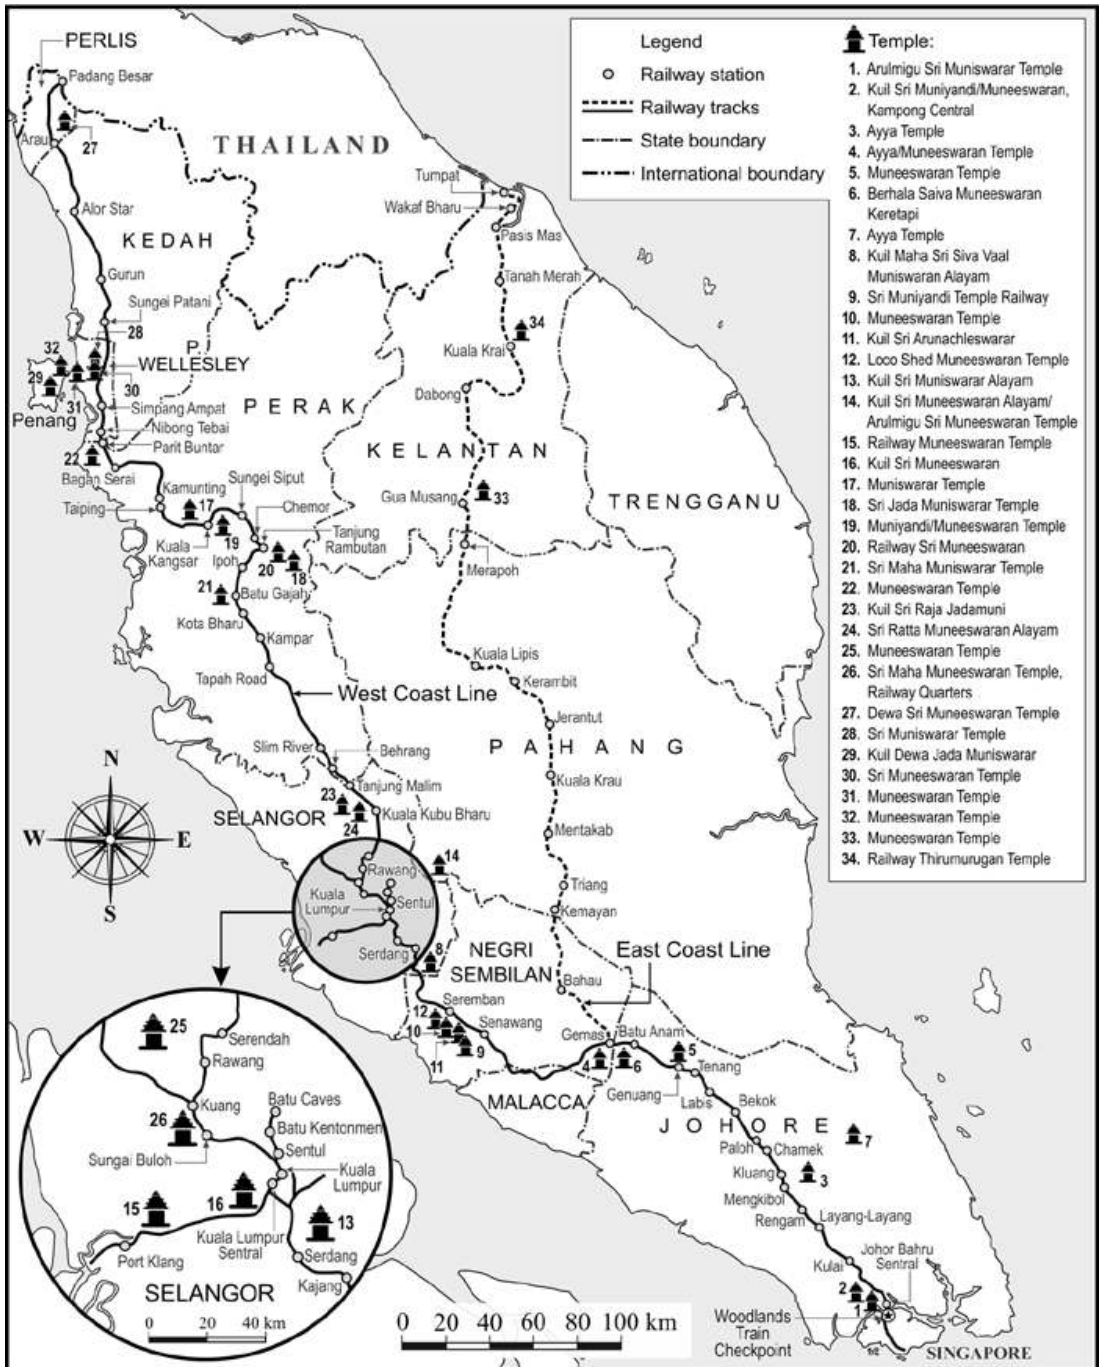 PERLIS
Padang Besar
Arau
27
THAILAND
Alor Star
KEDAH
Gurun
Sungei Patani
28
32
P.
WELLESLEY
29
30
31
Penang
Simpang Ampat
Nibong Tebai
Parit Buntar
22
Bagan Serai
PERAK
Tumpat
Wakaf Bharu
Pasis Mas
Tanah Merah
34
Kuala Krai
Dabong
KELANTAN
Gua Musang
33
Merapoh
TRENGGANU
Kamunting
Taiping
17
Sungei Siput
Chemor
Tanjung
Rambutan
Kuala
Kangsar
19
Ipoh
20
18
21
Batu Gajah
Kota Bharu
Kampar
Tapah Road
West Coast Line
Kuala Lipis
Kerambit
Jerantut
PAHANG
Kuala Krau
Mentakab
Triang
Kemayan
Slim River
Behrang
Tanjung Malim
23
SELANGOR
24
Kuala Kubu Bharu
14
Rawang
Kuala
Lumpur
Sentul
Serdang
8
NEGRI
SEMBILAN
East Coast Line
Bahau
Seremban
12
10
11
9
Senawang
Gemas
Batu Anam
4
6
5
Tenang
Genuang
Labis
MALACCA
Bekok
JOHORE
7
Paloh
Chamek
Kluang
3
Mengkibol
Rengam
Layang-Layang
Kulai
Johor Bahru
Sentral
2
1
Woodlands
Train
Checkpoint
SINGAPORE
N
W
E
S
25
Serendah
Rawang
Kuang
Batu Caves
26
Batu Kentonmen
Sentul
Sungai Buloh
Kuala
Lumpur
15
16
13
Kuala Lumpur
Sentral
Port Klang
Serdang
Kajang
SELANGOR
0 20 40 km
0 20 40 60 80 100 km
Legend
Railway station
Railway tracks
State boundary
International boundary
Temple:
1. Arulmigu Sri Muniswarar Temple
2. Kuil Sri Muniyandi/Muneeswaran,
Kampong Central
3. Ayya Temple
4. Ayya/Muneeswaran Temple
5. Muneeswaran Temple
6. Berhala Saiva Muneeswaran
Keretapi
7. Ayya Temple
8. Kuil Maha Sri Siva Vaal
Muniswaran Alayam
9. Sri Muniyandi Temple Railway
10. Muneeswaran Temple
11. Kuil Sri Arunachleswarar
12. Loco Shed Muneeswaran Temple
13. Kuil Sri Muniswarar Alayam
14. Kuil Sri Muneeswaran Alayam/
Arulmigu Sri Muneeswaran Temple
15. Railway Muneeswaran Temple
16. Kuil Sri Muneeswaran
17. Muniswarar Temple
18. Sri Jada Muniswarar Temple
19. Muniyandi/Muneeswaran Temple
20. Railway Sri Muneeswaran
21. Sri Maha Muniswarar Temple
22. Muneeswaran Temple
23. Kuil Sri Raja Jadamuni
24. Sri Ratta Muneeswaran Alayam
25. Muneeswaran Temple
26. Sri Maha Muneeswaran Temple,
Railway Quarters
27. Dewa Sri Muneeswaran Temple
28. Sri Muniswarar Temple
29. Kuil Dewa Jada Muniswarar
30. Sri Muneeswaran Temple
31. Muneeswaran Temple
32. Muneeswaran Temple
33. Muneeswaran Temple
34. Railway Thirumurugan Temple